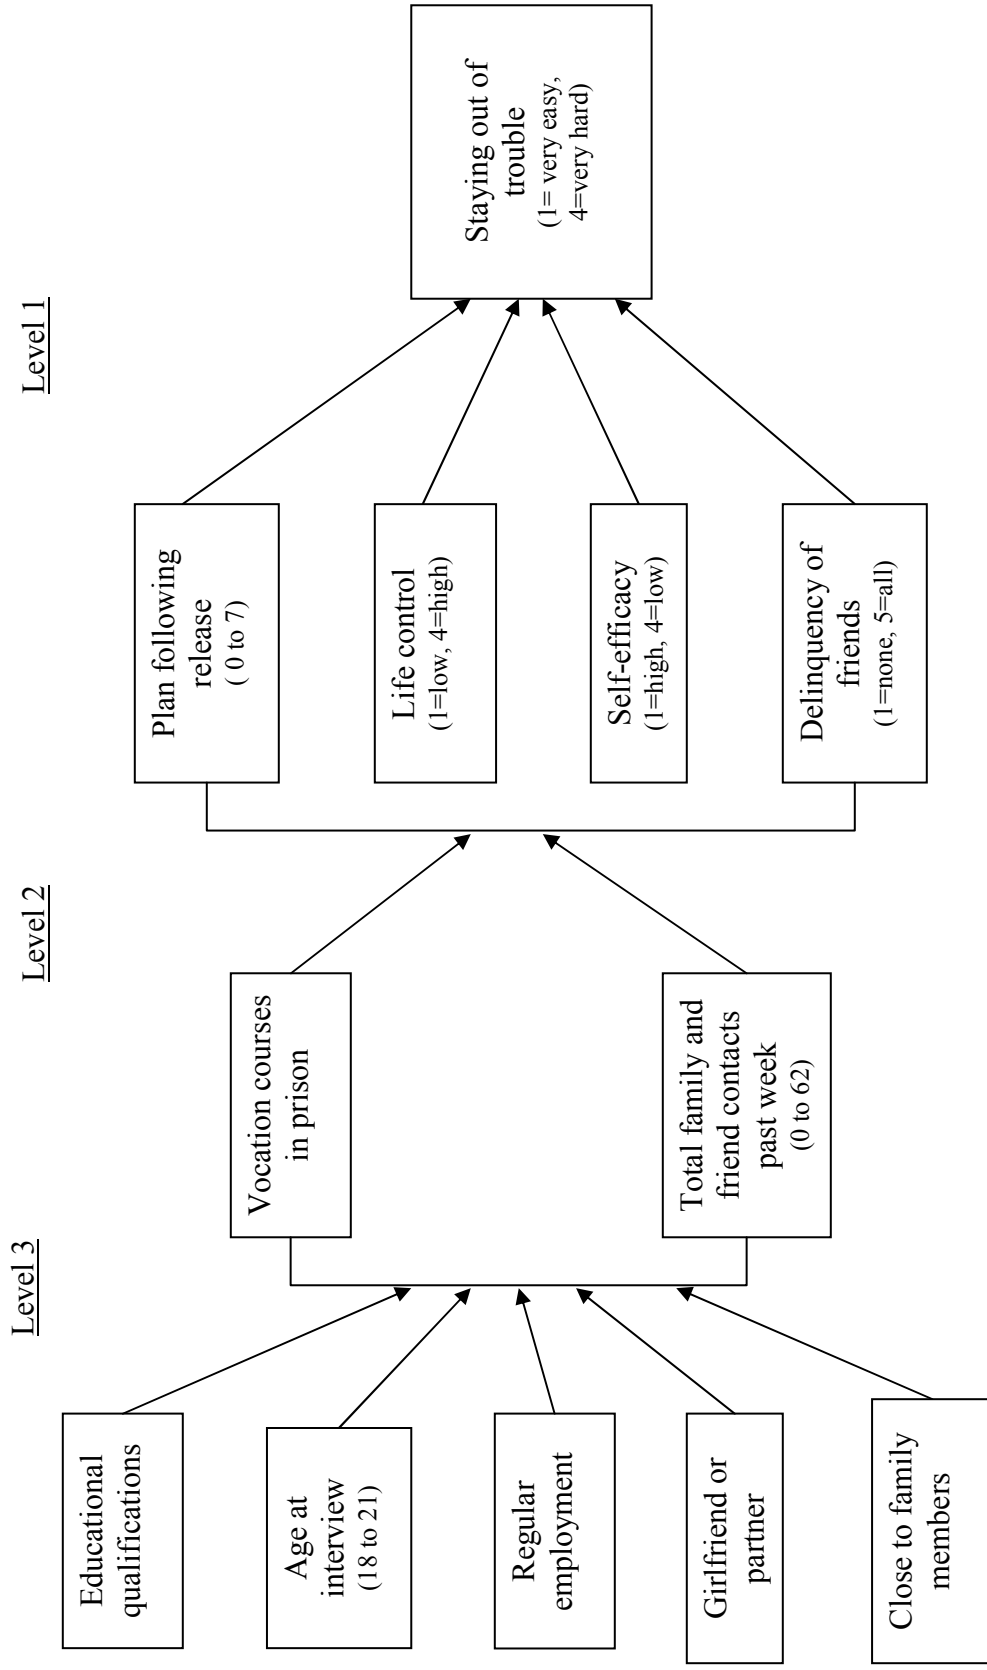 Level 3
Level 2
Level 1
Educational
qualifications
Age at
interview
(18 to 21)
Regular
employment
Girlfriend or
partner
Close to family
members
Vocation courses
in prison
Total family and
friend contacts
past week
(0 to 62)
Plan following
release
( 0 to 7)
Life control
(1=low, 4=high)
Self-efficacy
(1=high, 4=low)
Delinquency of
friends
(1=none, 5=all)
Staying out of
trouble
(1= very easy,
4=very hard)